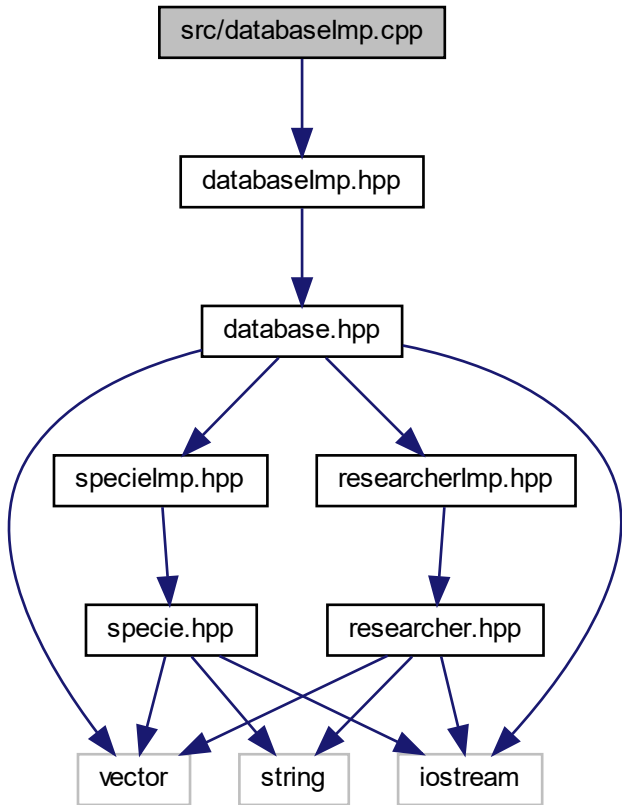 src/databaseImp.cpp
databaseImp.hpp
database.hpp
specieImp.hpp
researcherImp.hpp
specie.hpp
researcher.hpp
vector
string
iostream